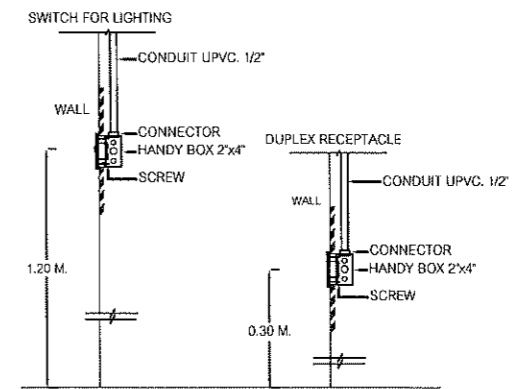 SWITCH FOR LIGHTING
CONDUIT UPVC. 1/2"
WALL
CONNECTOR
HANDY BOX 2"x4"
SCREW
1.20 M.
DUPLEX RECEPTACLE
CONDUIT UPVC. 1/2"
WALL
CONNECTOR
HANDY BOX 2"x4"
SCREW
0.30 M.